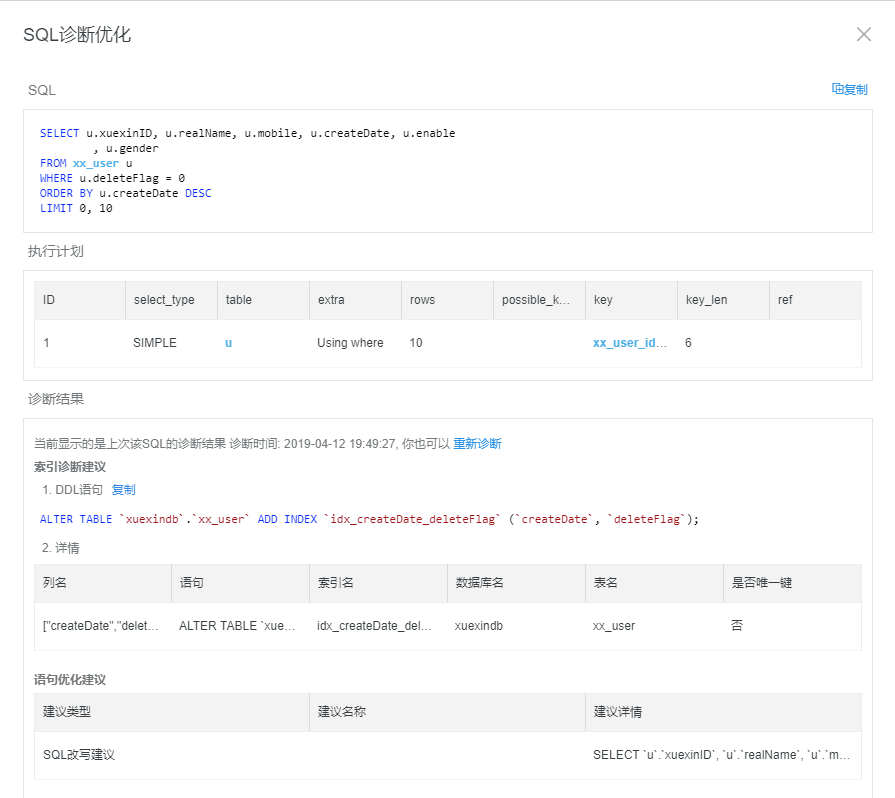 SQL诊断优化
SQL
复制
SELECT u.xuexinID, u.realName, u.mobile, u.createDate, u.enable
, u.gender
FROM xx_user u
WHERE u.deleteFlag = 0
ORDER BY u.createDate DESC
LIMIT 0, 10
执行计划
ID select_type table extra rows possible_k... key key_len ref
1 SIMPLE u Using where 10 xx_user_id... 6
诊断结果
当前显示的是上次该SQL的诊断结果 诊断时间: 2019-04-12 19:49:27, 你也可以 重新诊断
索引诊断建议
1. DDL语句 复制
ALTER TABLE `xuexindb`.`xx_user` ADD INDEX `idx_createDate_deleteFlag` (`createDate`, `deleteFlag`);
2. 详情
列名 语句 索引名 数据库名 表名 是否唯一键
["createDate","delet... ALTER TABLE `xue... idx_createDate_del... xuexindb xx_user 否
语句优化建议
建议类型 建议名称 建议详情
SQL改写建议 SELECT `u`.`xuexinID`, `u`.`realName`, `u`.`m...